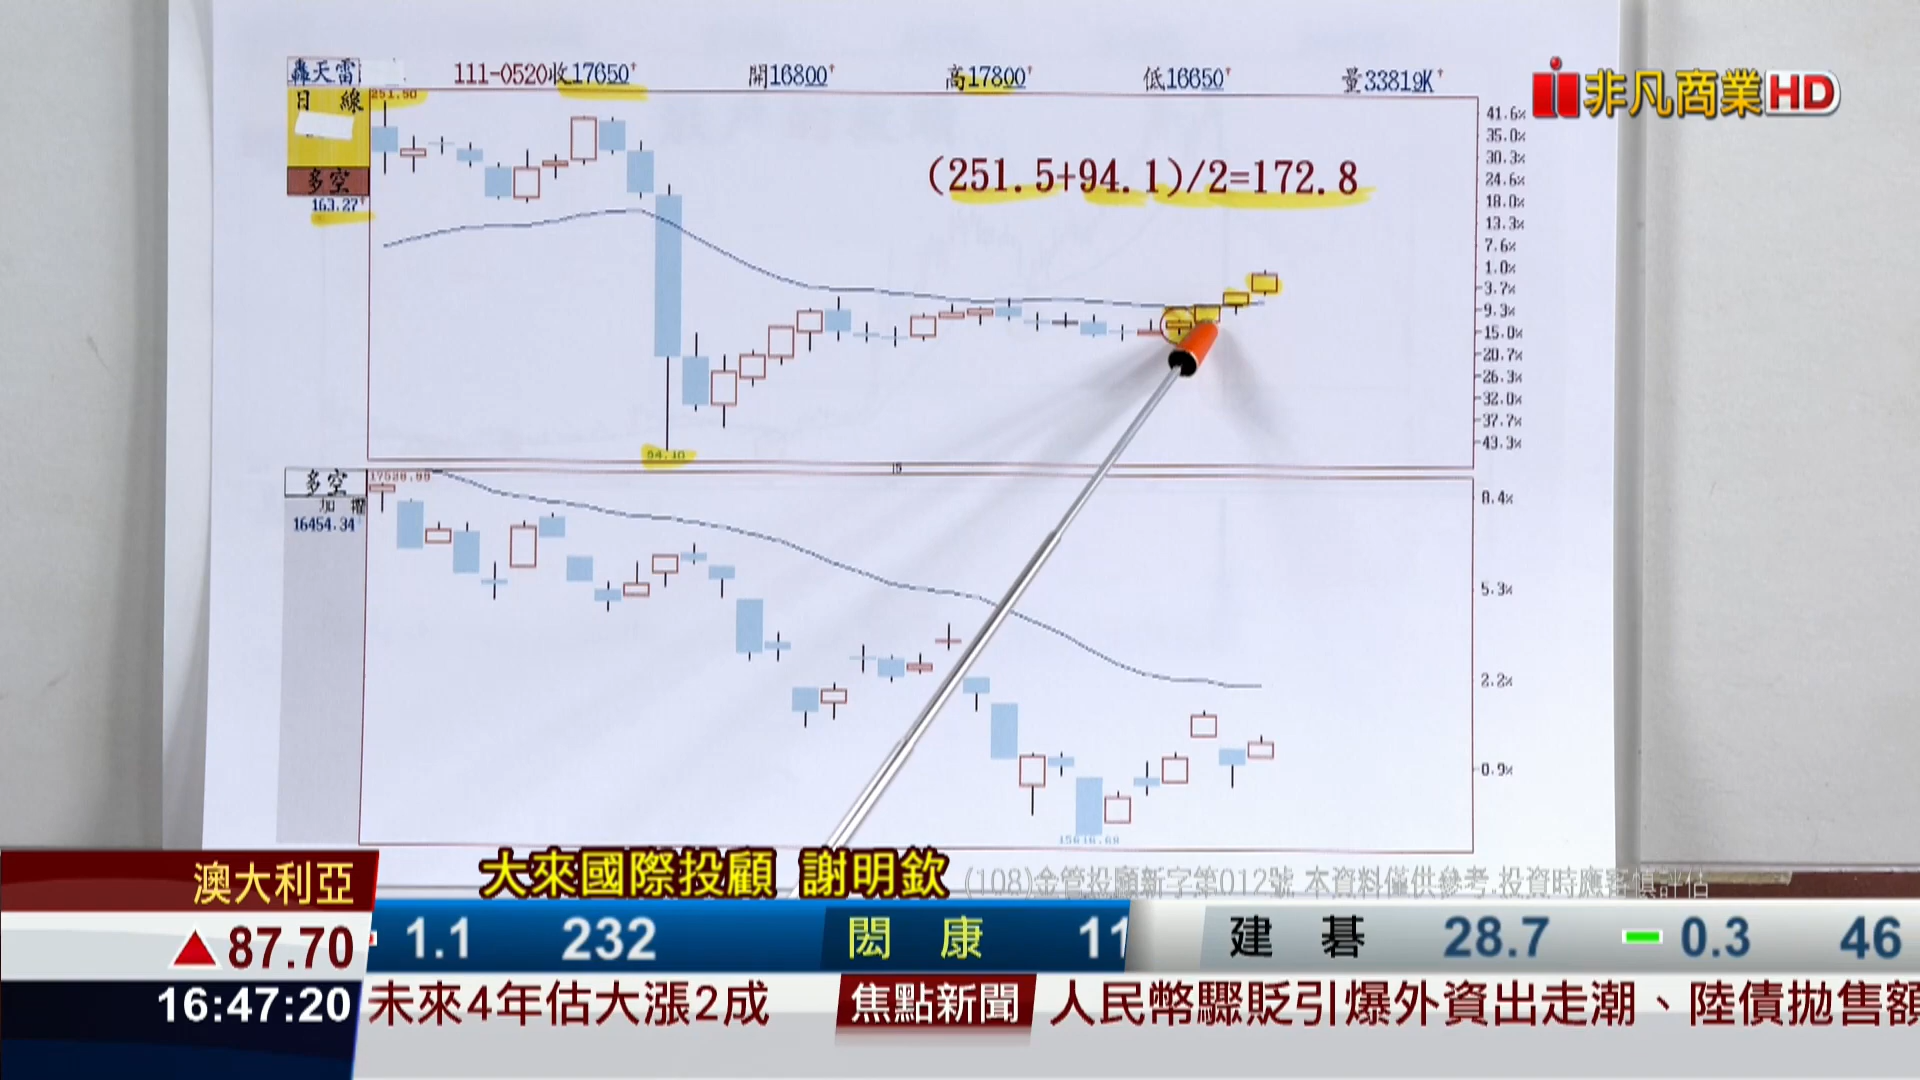 轟天雷 111-0520收17650↑ 開16800↑ 高17800↑ 低16650↑ 量33819K↑
非凡商業HD
日 線
251.50
多空
163.27↑
(251.5+94.1)/2=172.8
41.6%
35.0%
30.3%
24.6%
18.0%
13.3%
7.6%
1.0%
3.7%
9.3%
15.0%
20.7%
26.3%
32.0%
37.7%
43.3%
94.10
多空
加 權
16454.34↑
8.4%
5.3%
2.2%
0.9%
15616.68
大來國際投顧 謝明欽 (108)金管投顧新字第012號 本資料僅供參考,投資時應審慎評估
澳大利亞
▲87.70
1.1 232 閎 康 11 建 碁 28.7 0.3 46
16:47:20 未來4年估大漲2成 焦點新聞 人民幣驟貶引爆外資出走潮、陸債拋售額